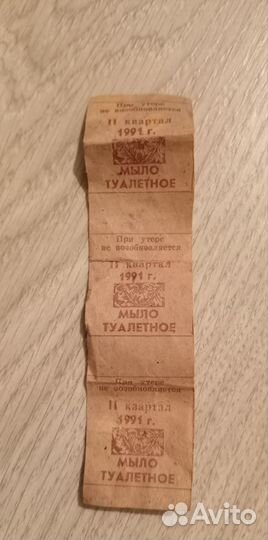 При утере
не возобновляется
II квартал
1991 г.
МЫЛО
ТУАЛЕТНОЕ
При утере
не возобновляется
II квартал
1991 г.
МЫЛО
ТУАЛЕТНОЕ
При утере
не возобновляется
II квартал
1991 г.
МЫЛО
ТУАЛЕТНОЕ
Avito